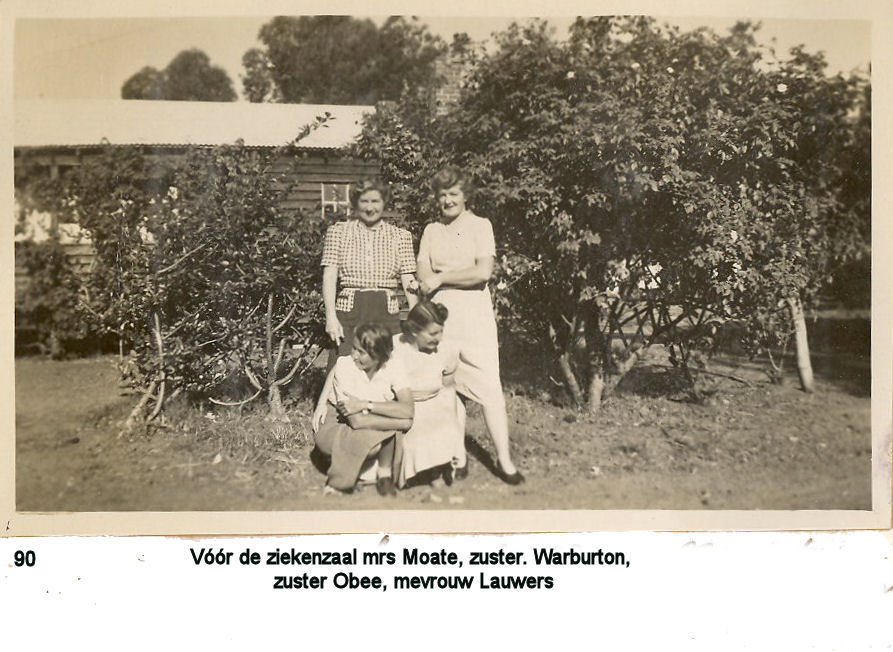 90
Vóór de ziekenzaal mrs Moate, zuster. Warburton,
zuster Obee, mevrouw Lauwers